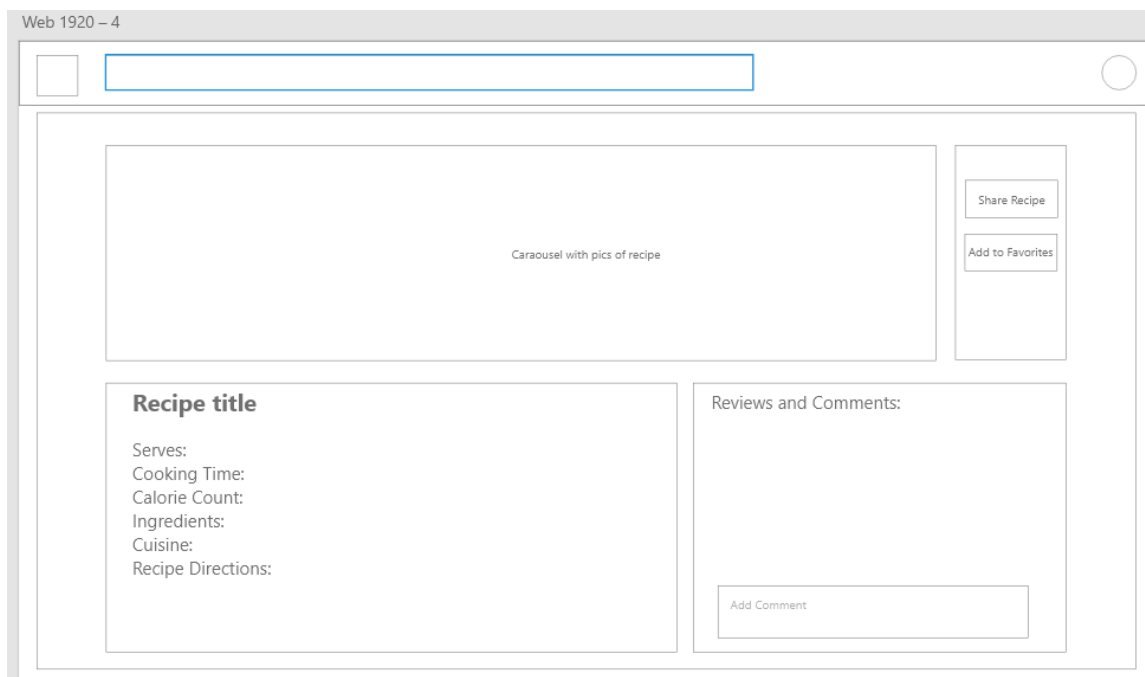 Web 1920 – 4
Caraousel with pics of recipe
Share Recipe
Add to Favorites
Recipe title
Serves:
Cooking Time:
Calorie Count:
Ingredients:
Cuisine:
Recipe Directions:
Reviews and Comments:
Add Comment